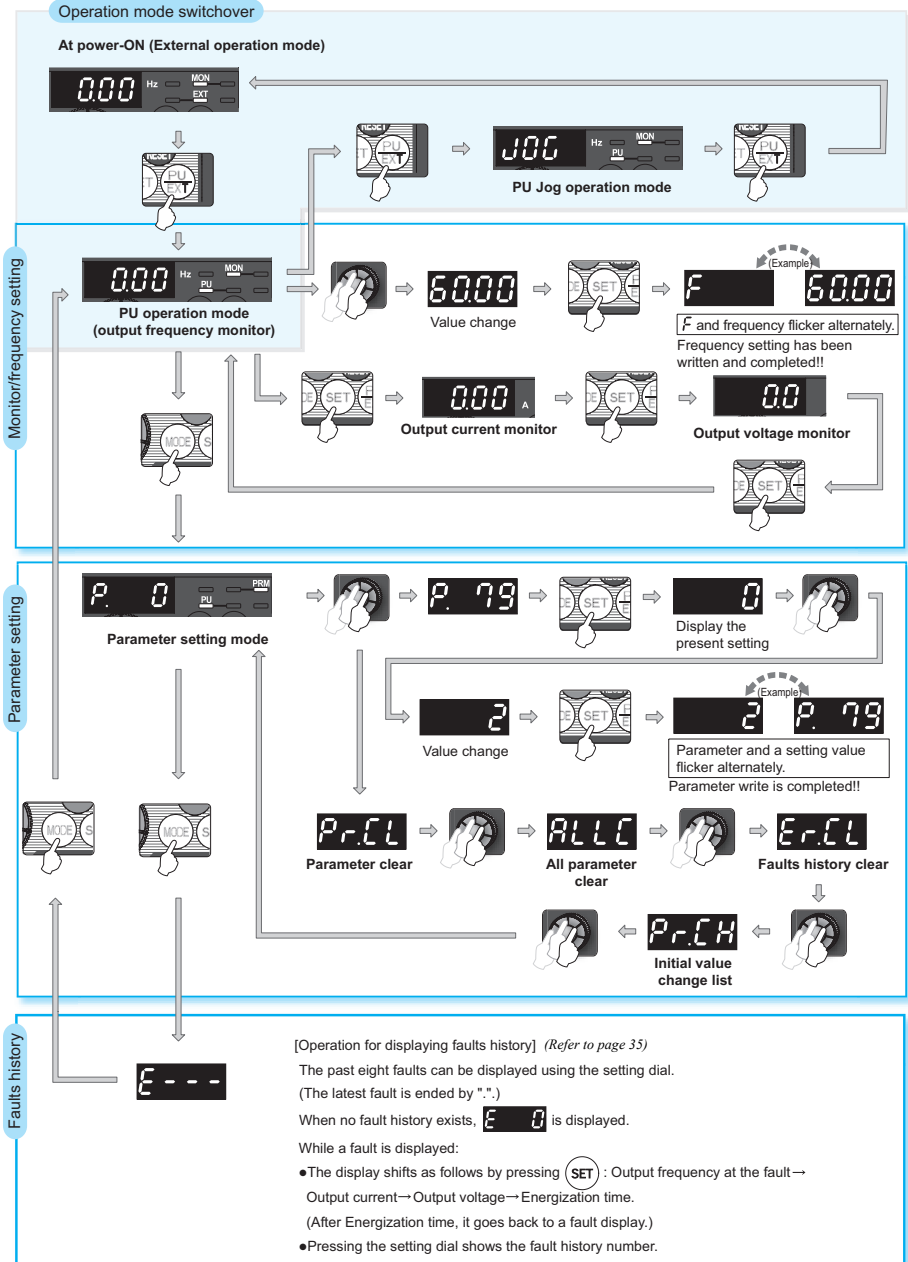 Operation mode switchover
At power-ON (External operation mode)
0.00 Hz MON EXT
RESET
PU EXT
RESET
PU EXT
JOG Hz MON PU
PU Jog operation mode
RESET
PU EXT
Monitor/frequency setting
0.00 Hz MON PU
PU operation mode
(output frequency monitor)
60.00
Value change
SET
F
(Example)
60.00
F and frequency flicker alternately.
Frequency setting has been
written and completed!!
SET
0.00 A
Output current monitor
SET
0.0
Output voltage monitor
MODE
SET
Parameter setting
P. 0 PRM PU
Parameter setting mode
P. 79
SET
0
Display the
present setting
2
Value change
SET
(Example)
2
P. 79
Parameter and a setting value
flicker alternately.
Parameter write is completed!!
MODE
MODE
Pr.CL
Parameter clear
ALLC
All parameter
clear
Er.CL
Faults history clear
Pr.CH
Initial value
change list
Faults history
E---
[Operation for displaying faults history] (Refer to page 35)
The past eight faults can be displayed using the setting dial.
(The latest fault is ended by ".".)
When no fault history exists, E 0 is displayed.
While a fault is displayed:
●The display shifts as follows by pressing SET : Output frequency at the fault→
Output current→Output voltage→Energization time.
(After Energization time, it goes back to a fault display.)
●Pressing the setting dial shows the fault history number.